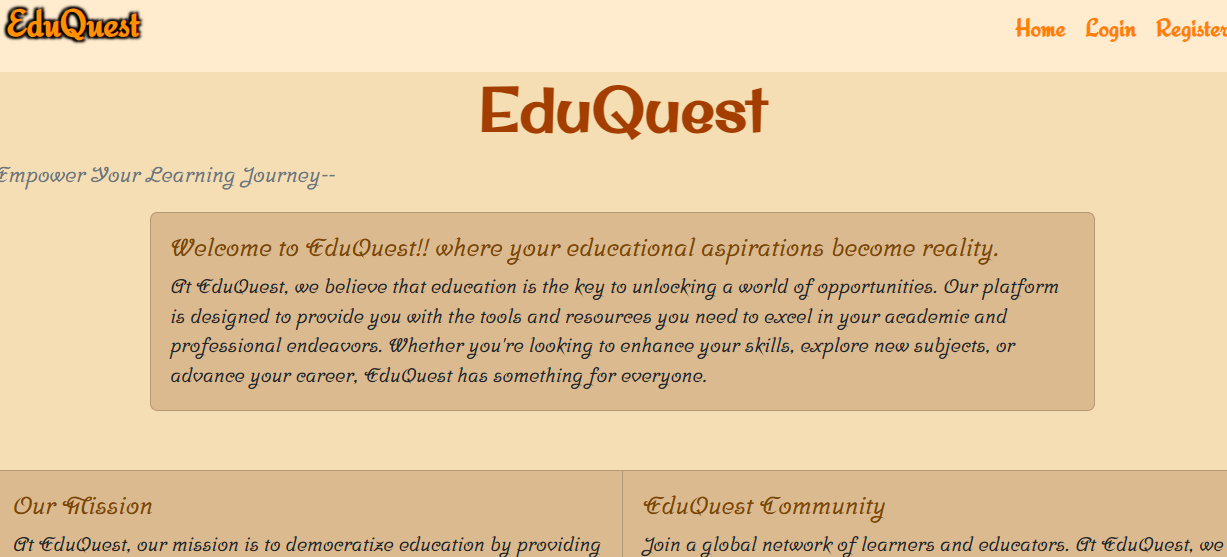 EduQuest
Home Login Register
EduQuest
Empower Your Learning Journey--
Welcome to EduQuest!! where your educational aspirations become reality.
At EduQuest, we believe that education is the key to unlocking a world of opportunities. Our platform
is designed to provide you with the tools and resources you need to excel in your academic and
professional endeavors. Whether you're looking to enhance your skills, explore new subjects, or
advance your career, EduQuest has something for everyone.
Our Mission
At EduQuest, our mission is to democratize education by providing
EduQuest Community
Join a global network of learners and educators. At EduQuest, we